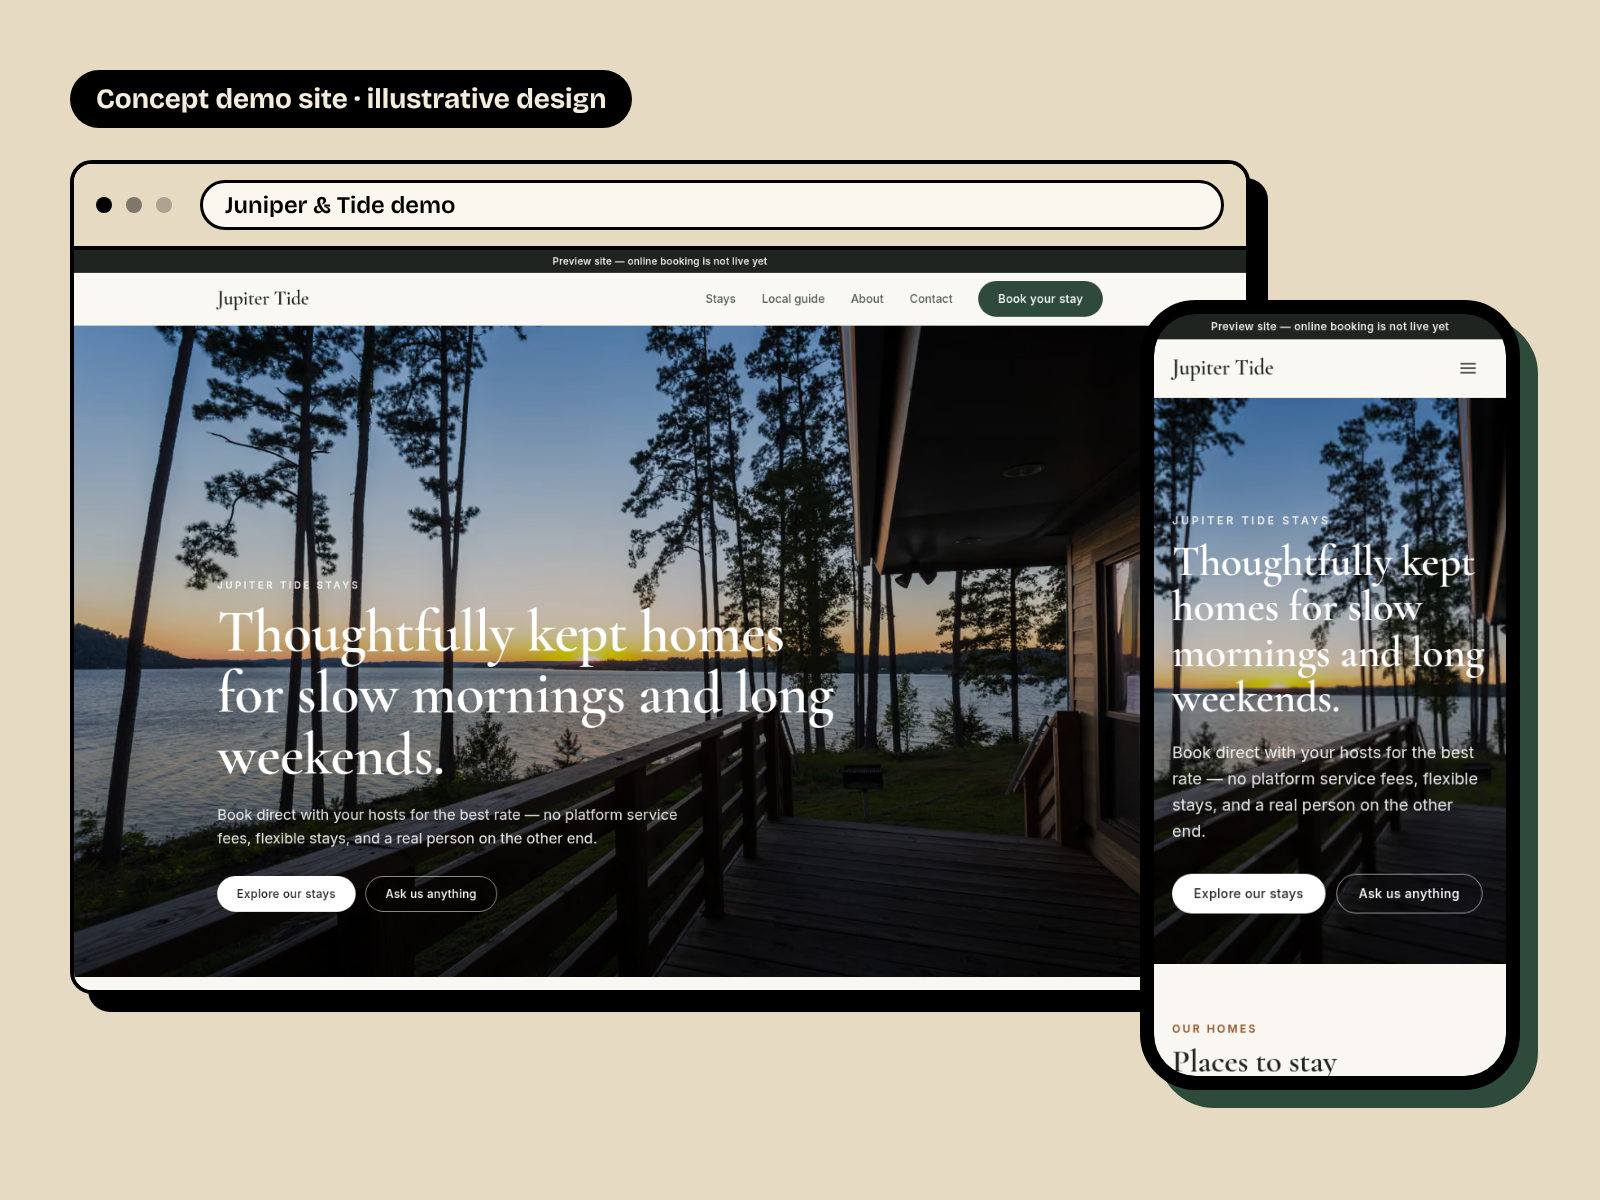 Concept demo site · illustrative design
Juniper & Tide demo
Preview site — online booking is not live yet
Jupiter Tide
Stays
Local guide
About
Contact
Book your stay
JUPITER TIDE STAYS
Thoughtfully kept homes
for slow mornings and long
weekends.
Book direct with your hosts for the best rate — no platform service
fees, flexible stays, and a real person on the other end.
Explore our stays
Ask us anything
Preview site — online booking is not live yet
Jupiter Tide
JUPITER TIDE STAYS
Thoughtfully kept
homes for slow
mornings and long
weekends.
Book direct with your hosts for the best
rate — no platform service fees, flexible
stays, and a real person on the other
end.
Explore our stays
Ask us anything
OUR HOMES
Places to stay